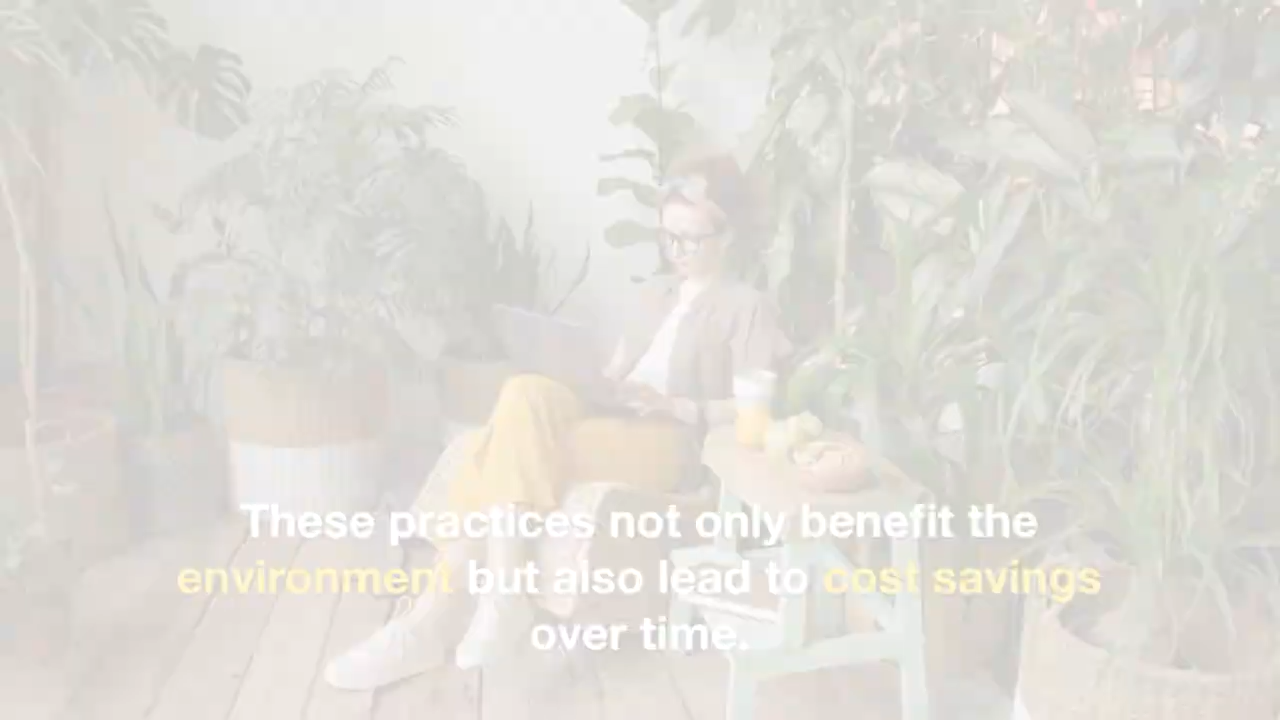 These practices not only benefit the
environment but also lead to cost savings
over time.